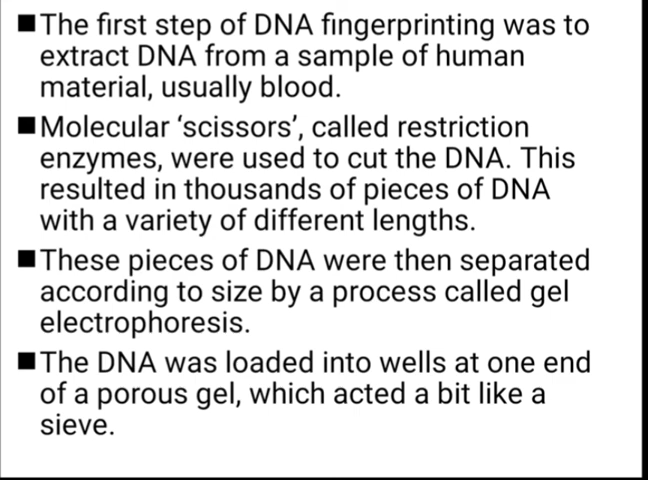 ■The first step of DNA fingerprinting was to
extract DNA from a sample of human
material, usually blood.
■Molecular ‘scissors’, called restriction
enzymes, were used to cut the DNA. This
resulted in thousands of pieces of DNA
with a variety of different lengths.
■These pieces of DNA were then separated
according to size by a process called gel
electrophoresis.
■The DNA was loaded into wells at one end
of a porous gel, which acted a bit like a
sieve.